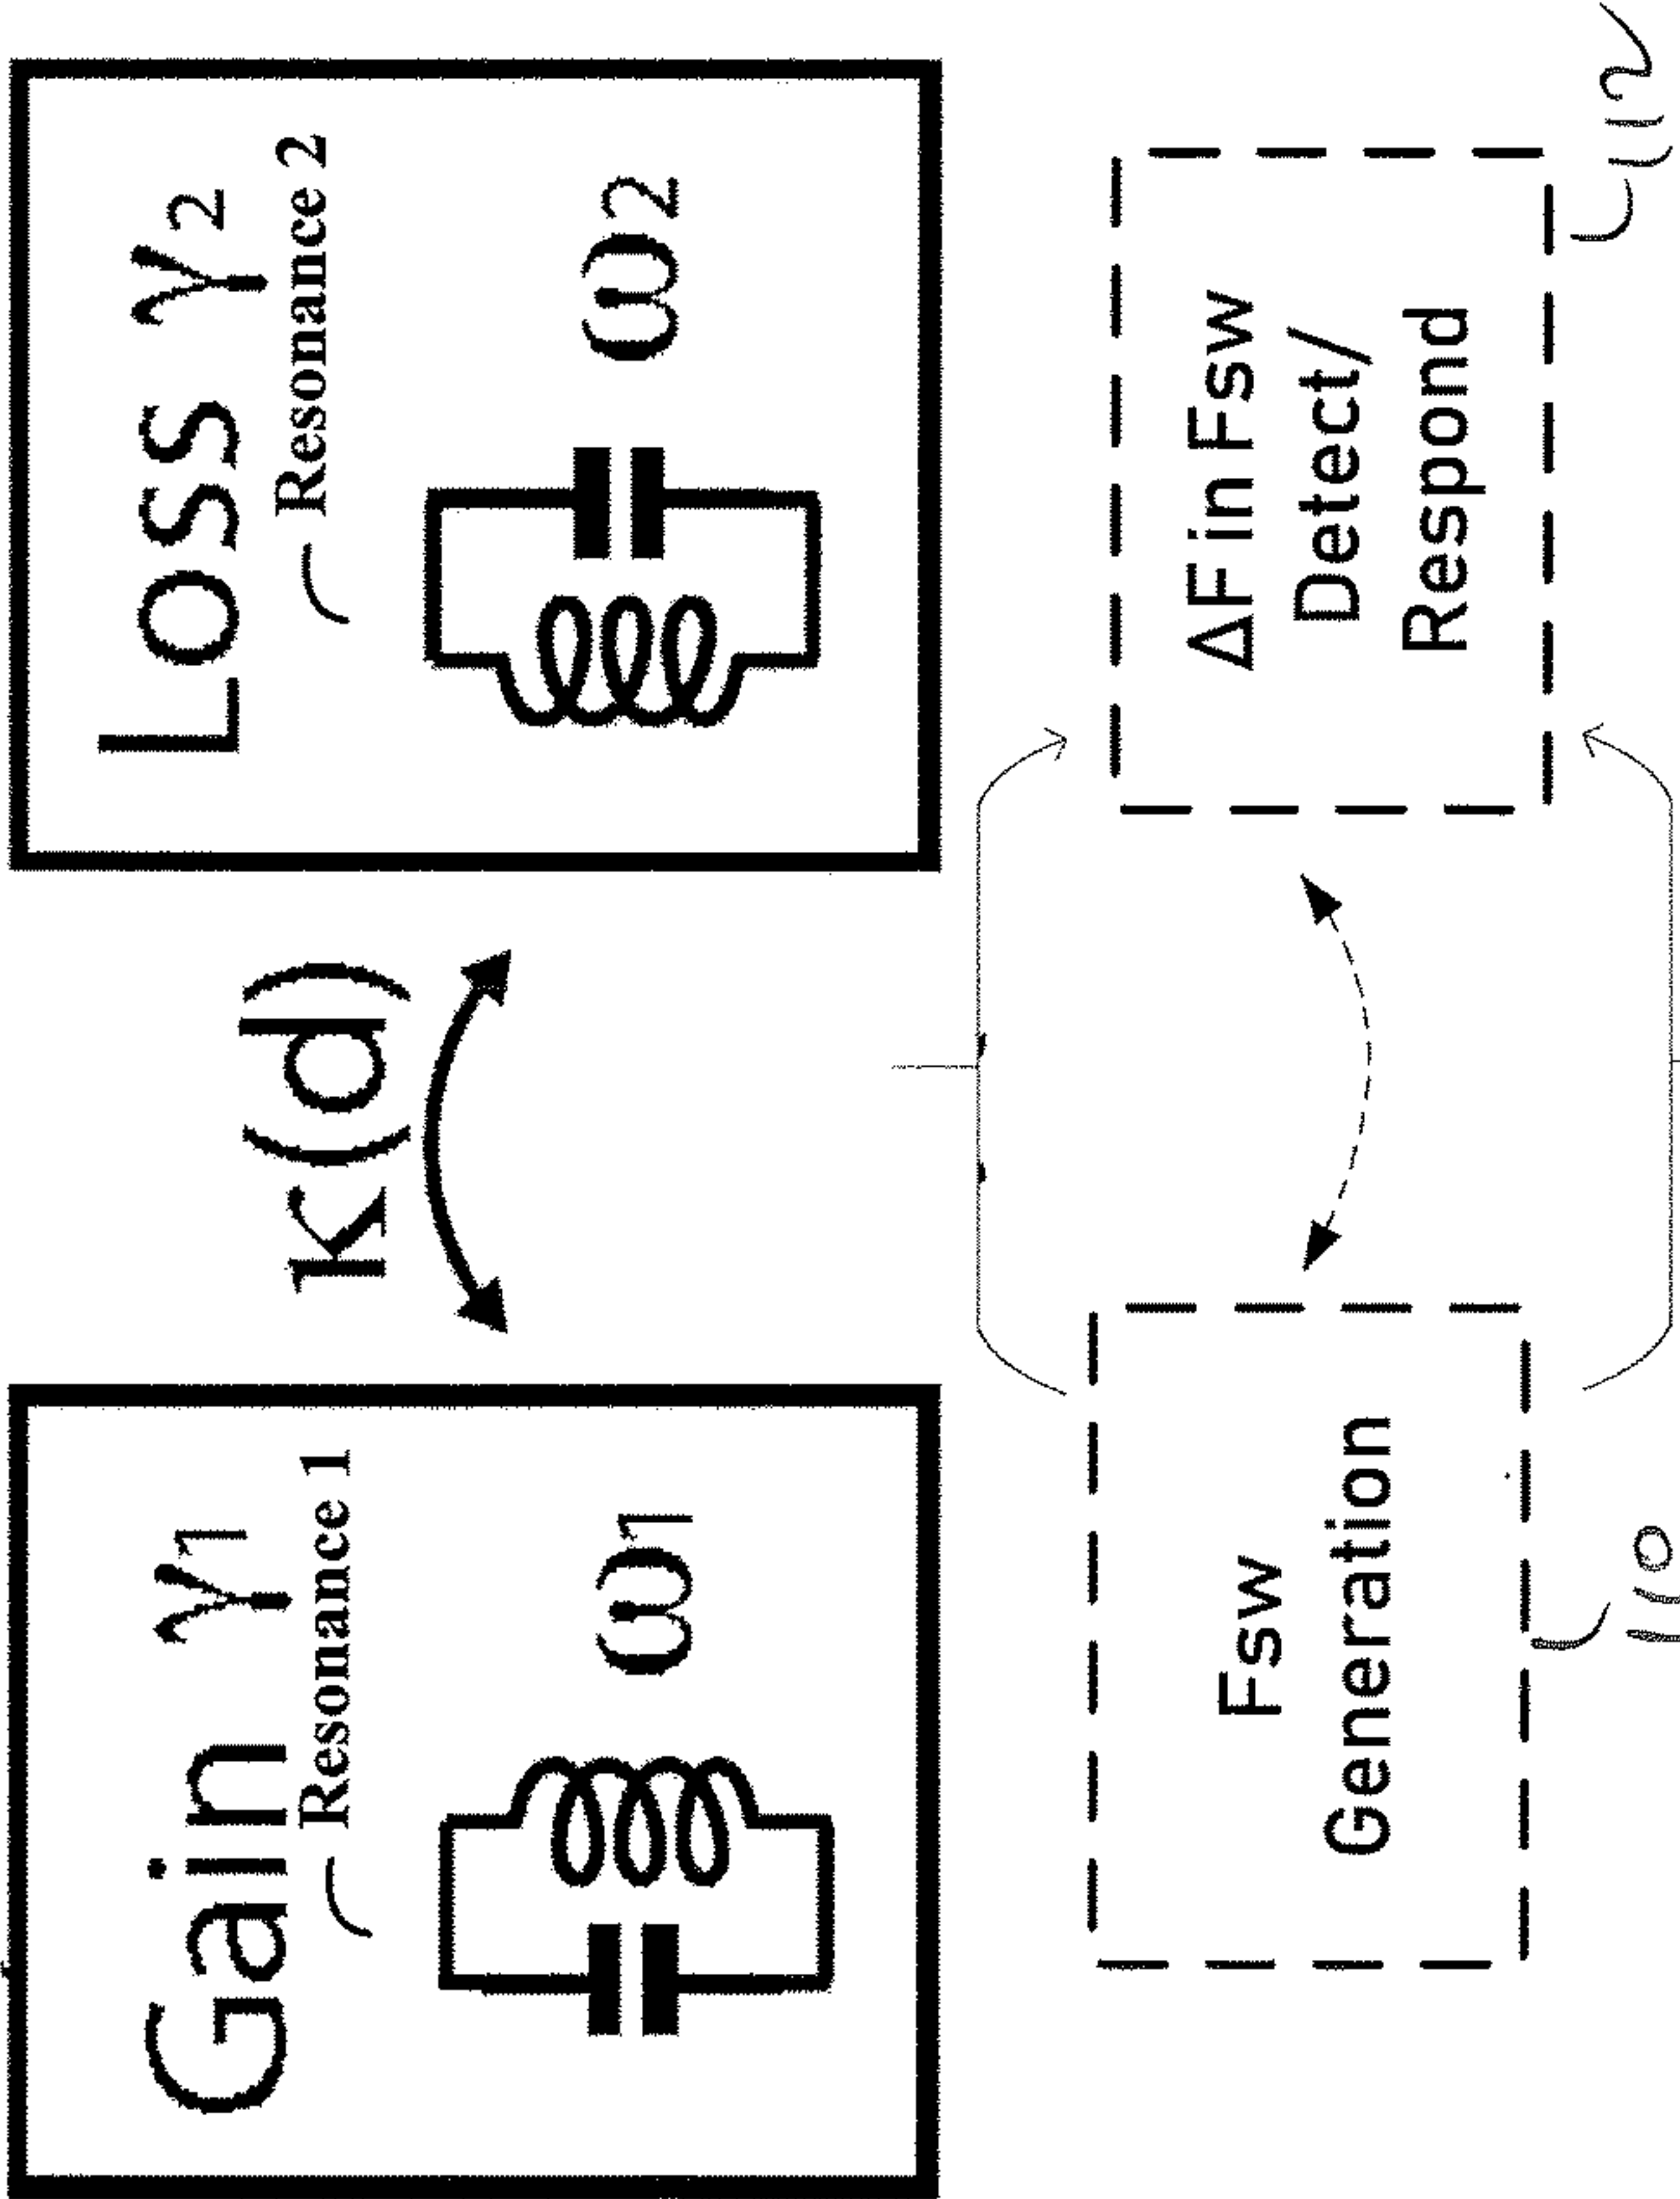 Gain γ1
Resonance 1
ω1
K(d)
Loss γ2
Resonance 2
ω2
Fsw
Generation
110
ΔF in Fsw
Detect/
Respond
112